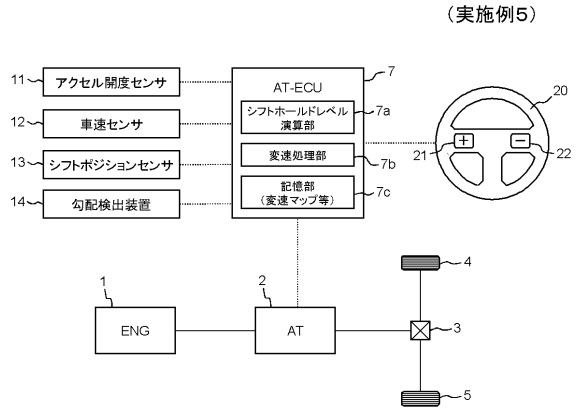 (実施例5)
11
アクセル開度センサ
12
車速センサ
13
シフトポジションセンサ
14
勾配検出装置
AT-ECU
7
シフトホールドレベル
演算部
7a
変速処理部
7b
記憶部
(変速マップ等)
7c
20
21
+
−
22
1
ENG
2
AT
3
4
5